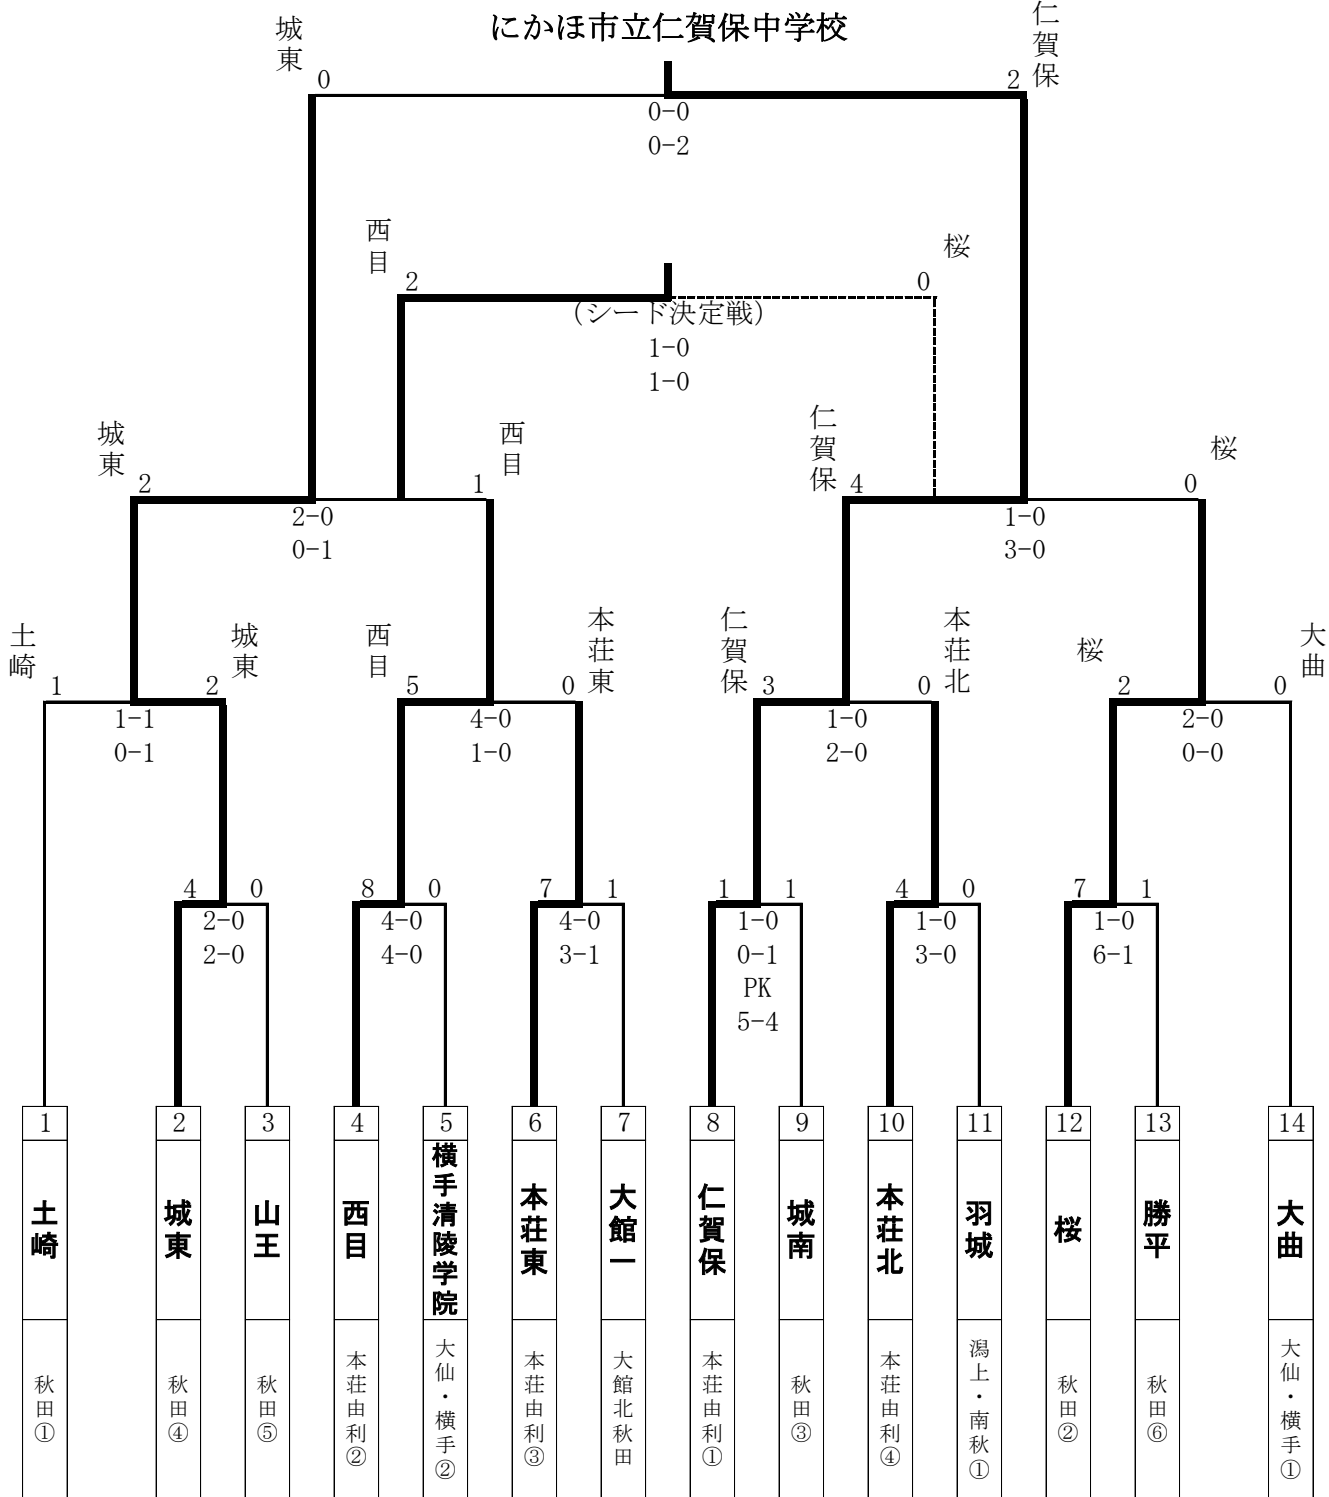 にかほ市立仁賀保中学校
城東
仁賀保
0
2
0-0
0-2
西目
桜
2
0
(シード決定戦)
1-0
1-0
城東
西目
仁賀保
桜
2
1
4
0
2-0
0-1
1-0
3-0
土崎
城東
西目
本荘東
仁賀保
本荘北
桜
大曲
1
2
5
0
3
0
2
0
1-1
0-1
4-0
1-0
1-0
2-0
2-0
0-0
4
0
8
0
7
1
1
1
4
0
7
1
2-0
2-0
4-0
4-0
4-0
3-1
1-0
0-1
PK
5-4
1-0
3-0
1-0
6-1
1
2
3
4
5
6
7
8
9
10
11
12
13
14
土崎
城東
山王
西目
横手清陵学院
本荘東
大館一
仁賀保
城南
本荘北
羽城
桜
勝平
大曲
秋田①
秋田④
秋田⑤
本荘由利②
大仙・横手②
本荘由利③
大館北秋田
本荘由利①
秋田③
本荘由利④
潟上・南秋①
秋田②
秋田⑥
大仙・横手①